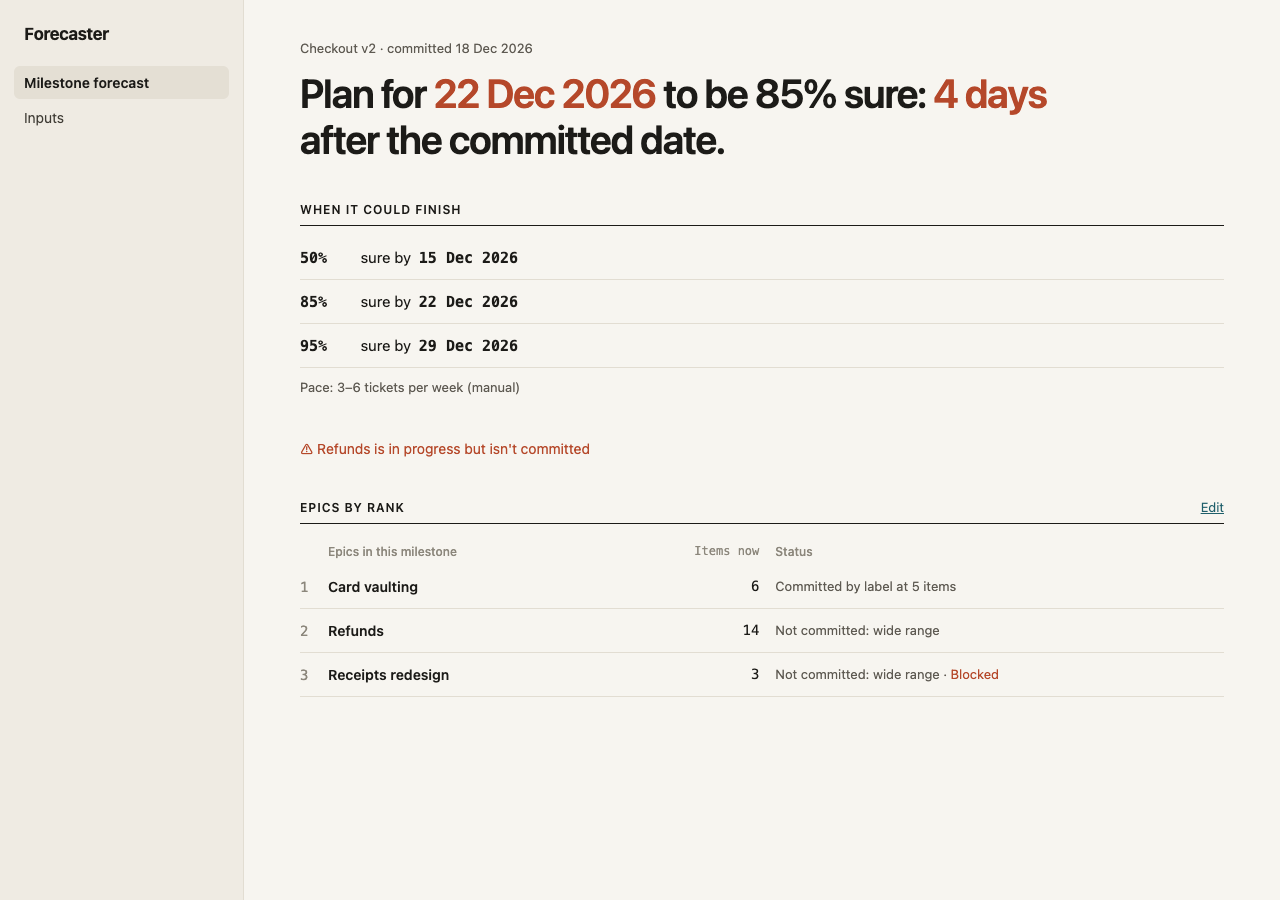 Forecaster
Milestone forecast
Inputs
Checkout v2 · committed 18 Dec 2026
Plan for 22 Dec 2026 to be 85% sure: 4 days
after the committed date.
WHEN IT COULD FINISH
50% sure by 15 Dec 2026
85% sure by 22 Dec 2026
95% sure by 29 Dec 2026
Pace: 3–6 tickets per week (manual)
⚠ Refunds is in progress but isn't committed
EPICS BY RANK Edit
Epics in this milestone Items now Status
1 Card vaulting 6 Committed by label at 5 items
2 Refunds 14 Not committed: wide range
3 Receipts redesign 3 Not committed: wide range · Blocked